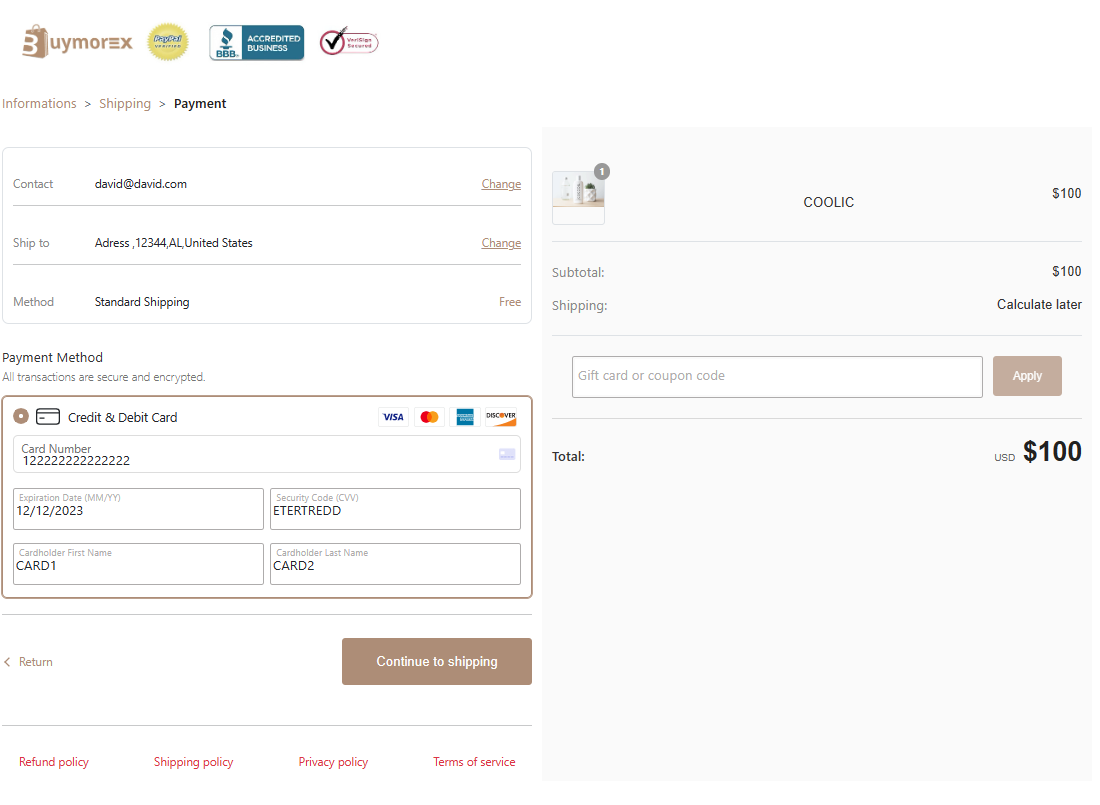 Buymorex
PayPal
VERIFIED
BBB
ACCREDITED
BUSINESS
VeriSign
Secured
Informations > Shipping > Payment
Contact david@david.com Change
Ship to Adress ,12344,AL,United States Change
Method Standard Shipping Free
Payment Method
All transactions are secure and encrypted.
Credit & Debit Card VISA DISCOVER
Card Number
122222222222222
Expiration Date (MM/YY)
12/12/2023
Security Code (CVV)
ETERTREDD
Cardholder First Name
CARD1
Cardholder Last Name
CARD2
Return
Continue to shipping
Refund policy Shipping policy Privacy policy Terms of service
1
COOLIC
$100
Subtotal: $100
Shipping: Calculate later
Gift card or coupon code Apply
Total: USD $100